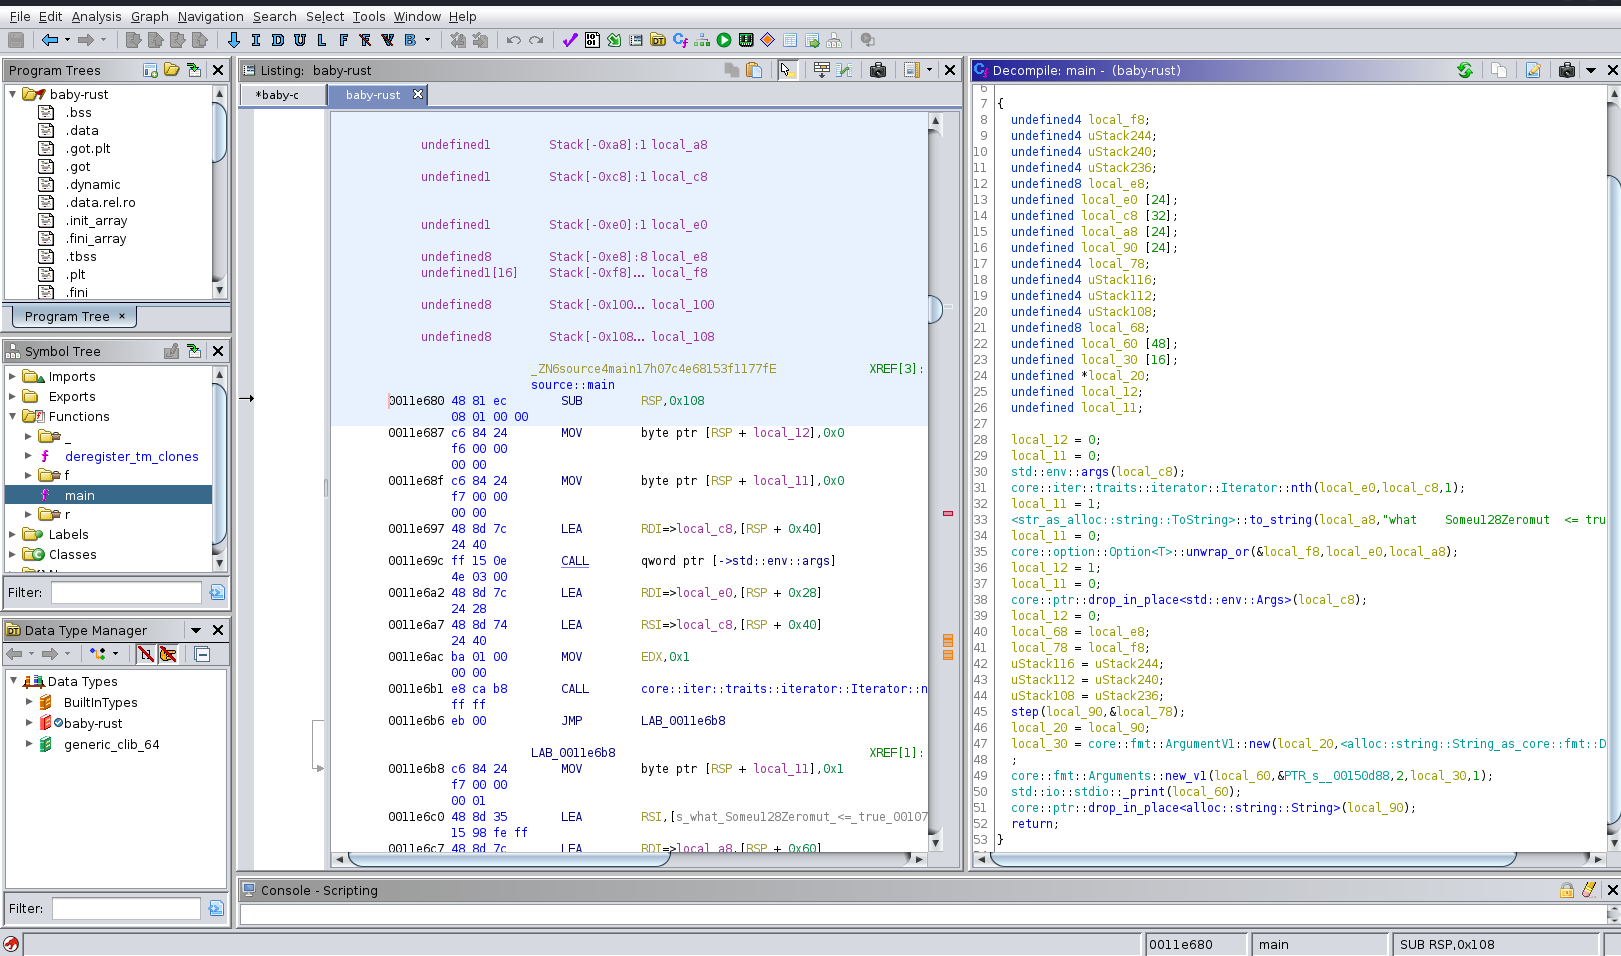 File Edit Analysis Graph Navigation Search Select Tools Window Help
I D U L F B
Program Trees
baby-rust
.bss
.data
.got.plt
.got
.dynamic
.data.rel.ro
.init_array
.fini_array
.tbss
.plt
.fini
Program Tree ×
Symbol Tree
Imports
Exports
Functions
_
deregister_tm_clones
f
main
r
Labels
Classes
Filter:
Data Type Manager
Data Types
BuiltInTypes
baby-rust
generic_clib_64
Filter:
Listing: baby-rust
*baby-c
baby-rust
undefined1 Stack[-0xa8]:1 local_a8
undefined1 Stack[-0xc8]:1 local_c8
undefined1 Stack[-0xe0]:1 local_e0
undefined8 Stack[-0xe8]:8 local_e8
undefined1[16] Stack[-0xf8]... local_f8
undefined8 Stack[-0x100... local_100
undefined8 Stack[-0x108... local_108
_ZN6source4main17h07c4e68153f1177fE XREF[3]:
source::main
0011e680 48 81 ec SUB RSP,0x108
08 01 00 00
0011e687 c6 84 24 MOV byte ptr [RSP + local_12],0x0
f6 00 00
00 00
0011e68f c6 84 24 MOV byte ptr [RSP + local_11],0x0
f7 00 00
00 00
0011e697 48 8d 7c LEA RDI=>local_c8,[RSP + 0x40]
24 40
0011e69c ff 15 0e CALL qword ptr [->std::env::args]
4e 03 00
0011e6a2 48 8d 7c LEA RDI=>local_e0,[RSP + 0x28]
24 28
0011e6a7 48 8d 74 LEA RSI=>local_c8,[RSP + 0x40]
24 40
0011e6ac ba 01 00 MOV EDX,0x1
00 00
0011e6b1 e8 ca b8 CALL core::iter::traits::iterator::Iterator::n
ff ff
0011e6b6 eb 00 JMP LAB_0011e6b8
LAB_0011e6b8 XREF[1]:
0011e6b8 c6 84 24 MOV byte ptr [RSP + local_11],0x1
f7 00 00
00 01
0011e6c0 48 8d 35 LEA RSI,[s_what_Someu128Zeromut_<=_true_00107
15 98 fe ff
0011e6c7 48 8d 7c LEA RDI=>local_a8,[RSP + 0x60]
Decompile: main - (baby-rust)
6
7 {
8 undefined4 local_f8;
9 undefined4 uStack244;
10 undefined4 uStack240;
11 undefined4 uStack236;
12 undefined8 local_e8;
13 undefined local_e0 [24];
14 undefined local_c8 [32];
15 undefined local_a8 [24];
16 undefined local_90 [24];
17 undefined4 local_78;
18 undefined4 uStack116;
19 undefined4 uStack112;
20 undefined4 uStack108;
21 undefined8 local_68;
22 undefined local_60 [48];
23 undefined local_30 [16];
24 undefined *local_20;
25 undefined local_12;
26 undefined local_11;
27
28 local_12 = 0;
29 local_11 = 0;
30 std::env::args(local_c8);
31 core::iter::traits::iterator::Iterator::nth(local_e0,local_c8,1);
32 local_11 = 1;
33 <str_as_alloc::string::ToString>::to_string(local_a8,"what Someu128Zeromut <= tru
34 local_11 = 0;
35 core::option::Option<T>::unwrap_or(&local_f8,local_e0,local_a8);
36 local_12 = 1;
37 local_11 = 0;
38 core::ptr::drop_in_place<std::env::Args>(local_c8);
39 local_12 = 0;
40 local_68 = local_e8;
41 local_78 = local_f8;
42 uStack116 = uStack244;
43 uStack112 = uStack240;
44 uStack108 = uStack236;
45 step(local_90,&local_78);
46 local_20 = local_90;
47 local_30 = core::fmt::ArgumentV1::new(local_20,<alloc::string::String_as_core::fmt::D
48 ;
49 core::fmt::Arguments::new_v1(local_60,&PTR_s__00150d88,2,local_30,1);
50 std::io::stdio::_print(local_60);
51 core::ptr::drop_in_place<alloc::string::String>(local_90);
52 return;
53 }
Console - Scripting
0011e680 main SUB RSP,0x108